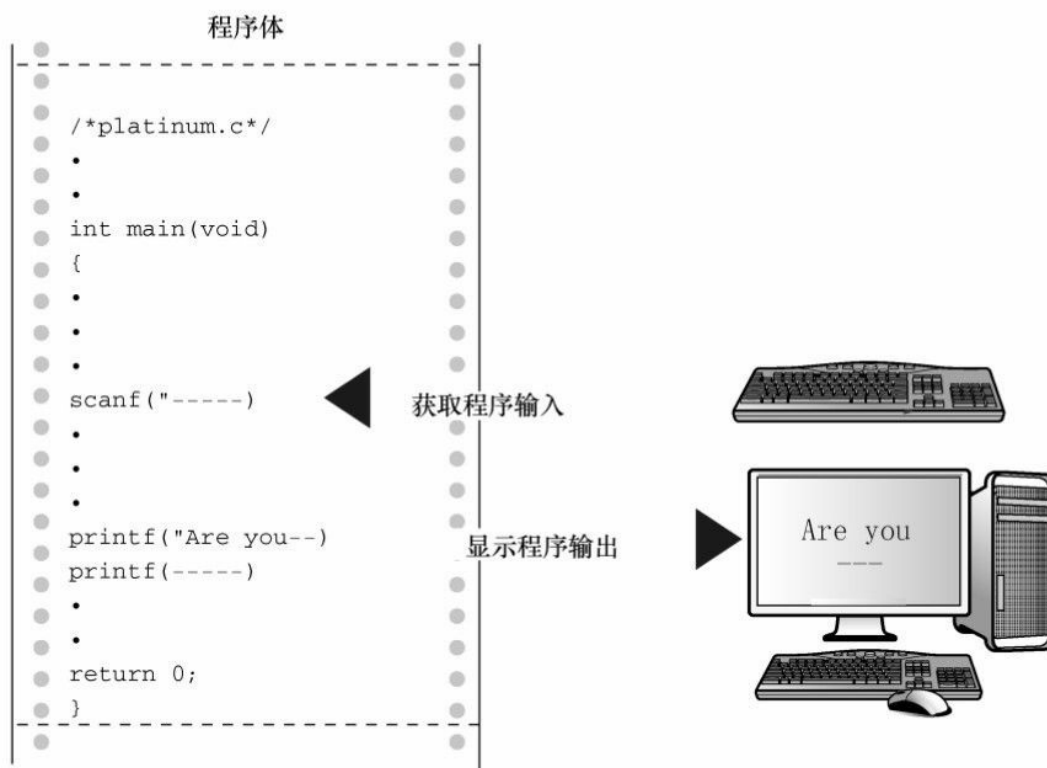 程序体
/*platinum.c*/
•
•
int main(void)
{
•
•
•
scanf("-----)
获取程序输入
•
•
•
printf("Are you--)
显示程序输出
printf(-----)
•
•
return 0;
}
Are you
---